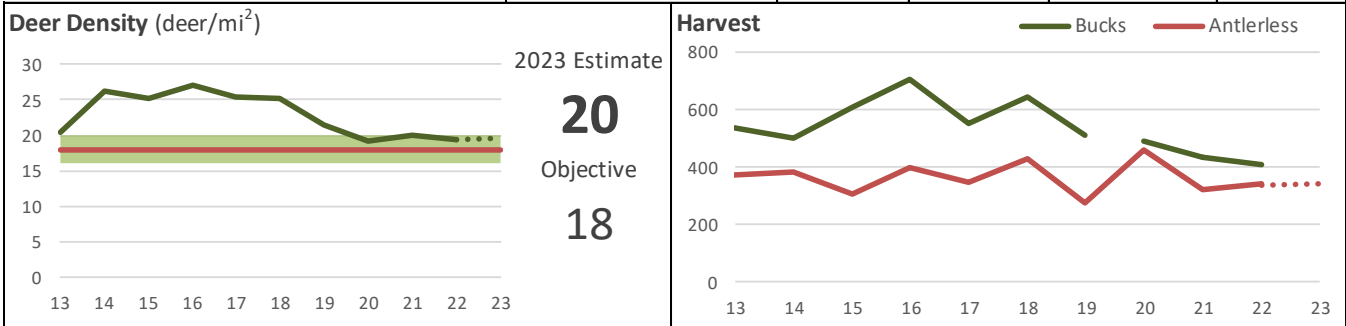 Deer Density (deer/mi²)
30
25
20
15
10
5
0
13 14 15 16 17 18 19 20 21 22 23
2023 Estimate
20
Objective
18
Harvest
Bucks Antlerless
800
600
400
200
0
13 14 15 16 17 18 19 20 21 22 23